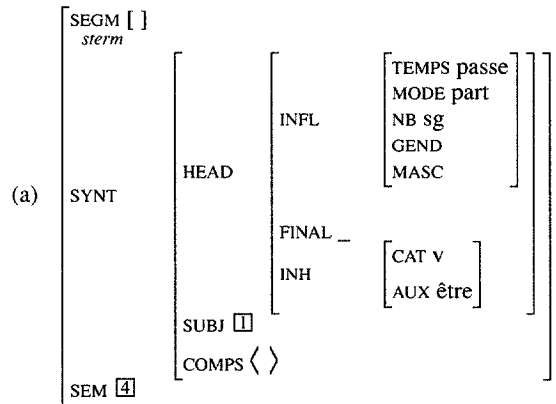 SEGM [ ]
sterm
TEMPS passe
MODE part
INFL NB sg
GEND
HEAD MASC
(a) SYNT
FINAL _
INH CAT v
AUX être
SUBJ 1
COMPS ⟨ ⟩
SEM 4